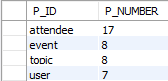 P_ID P_NUMBER
attendee 17
event 8
topic 8
user 7